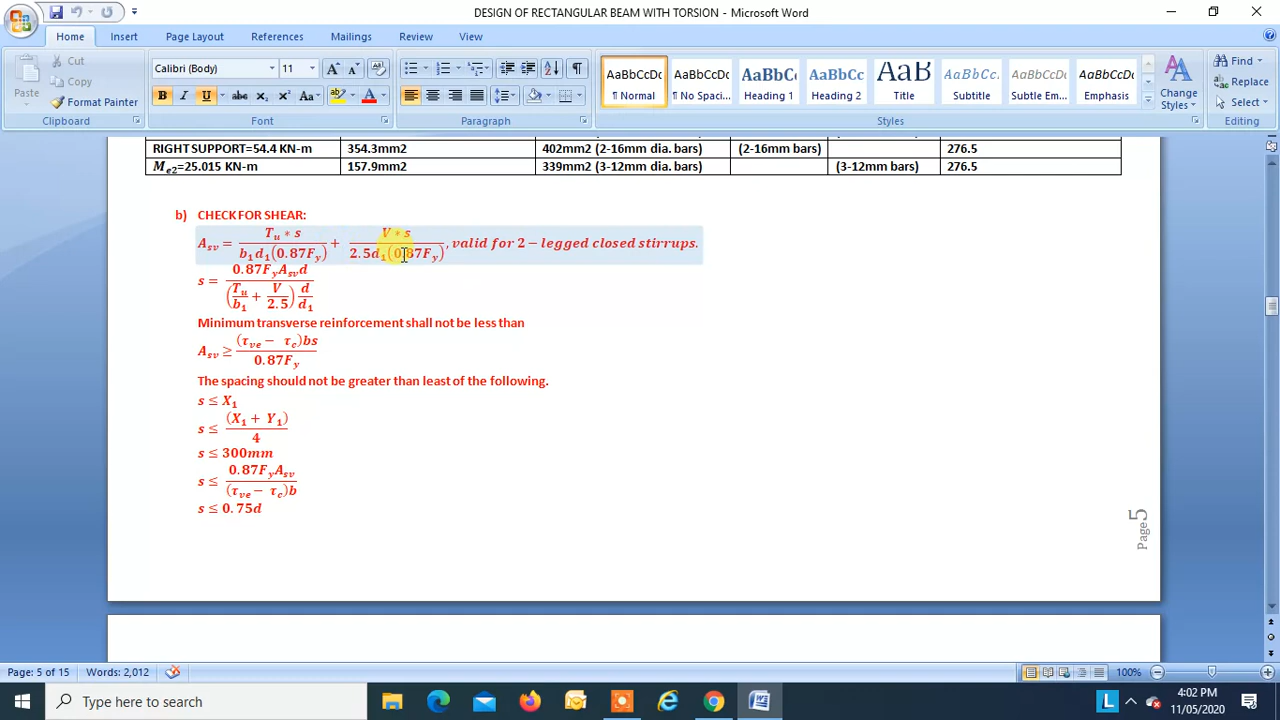 DESIGN OF RECTANGULAR BEAM WITH TORSION - Microsoft Word
Home Insert Page Layout References Mailings Review View
Paste
Cut
Copy
Format Painter
Clipboard
Calibri (Body) 11
B I U abc X₂ X² Aa
Font
Paragraph
AaBbCcDc AaBbCcDc AaBbC AaBbCc AaB AaBbCc. AaBbCcDc AaBbCcDc
¶ Normal ¶ No Spaci... Heading 1 Heading 2 Title Subtitle Subtle Em... Emphasis
Styles
Change Styles
Find
Replace
Select
Editing
RIGHT SUPPORT=54.4 KN-m 354.3mm2 402mm2 (2-16mm dia. bars) (2-16mm bars) 276.5
M_e2=25.015 KN-m 157.9mm2 339mm2 (3-12mm dia. bars) (3-12mm bars) 276.5
b) CHECK FOR SHEAR:
A_sv = (T_u * s)/(b_1 d_1(0.87F_y)) + (V * s)/(2.5d_1(0.87F_y)), valid for 2 − legged closed stirrups.
s = (0.87F_y A_sv d)/((T_u/b_1 + V/2.5) d/d_1)
Minimum transverse reinforcement shall not be less than
A_sv ≥ ((τ_ve − τ_c)bs)/(0.87F_y)
The spacing should not be greater than least of the following.
s ≤ X_1
s ≤ (X_1 + Y_1)/4
s ≤ 300mm
s ≤ (0.87F_y A_sv)/((τ_ve − τ_c)b)
s ≤ 0.75d
Page 5
Page: 5 of 15 Words: 2,012 100%
Type here to search
L
4:02 PM
11/05/2020